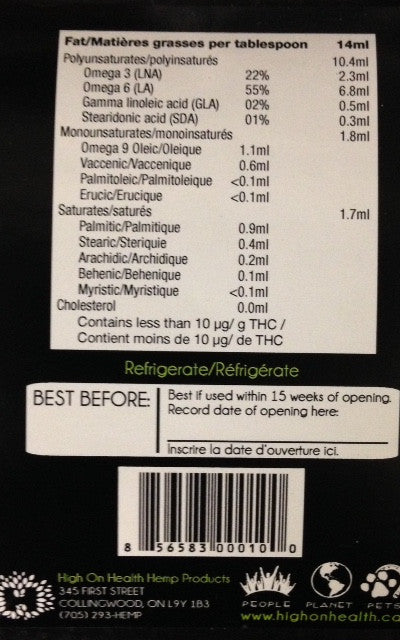 Fat/Matières grasses per tablespoon 14ml
Polyunsaturates/polyinsaturés 10.4ml
Omega 3 (LNA) 22% 2.3ml
Omega 6 (LA) 55% 6.8ml
Gamma linoleic acid (GLA) 02% 0.5ml
Stearidonic acid (SDA) 01% 0.3ml
Monounsaturates/monoinsaturés 1.8ml
Omega 9 Oleic/Oleique 1.1ml
Vaccenic/Vaccenique 0.6ml
Palmitoleic/Palmitoleique <0.1ml
Erucic/Erucique <0.1ml
Saturates/saturés 1.7ml
Palmitic/Palmitique 0.9ml
Stearic/Steriquie 0.4ml
Arachidic/Archidique 0.2ml
Behenic/Behenique 0.1ml
Myristic/Myristique <0.1ml
Cholesterol 0.0ml
Contains less than 10 µg/ g THC /
Contient moins de 10 µg/ de THC
Refrigerate/Réfrigérate
BEST BEFORE:
Best if used within 15 weeks of opening.
Record date of opening here:
Inscrire la date d'ouverture ici.
8 56583 00010 0
High On Health Hemp Products
345 FIRST STREET
COLLINGWOOD, ON L9Y 1B3
(705) 293-HEMP
PEOPLE PLANET PETS
www.highonhealth.ca